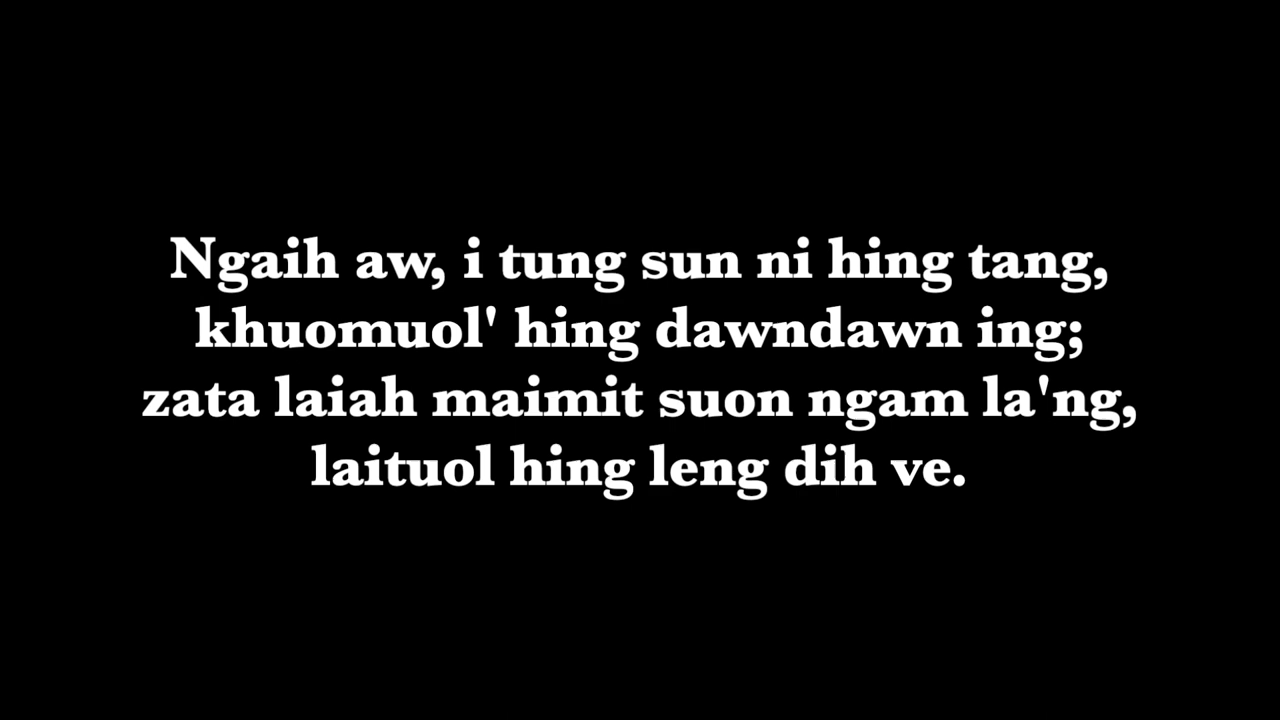 Ngaih aw, i tung sun ni hing tang,
khuomuol' hing dawndawn ing;
zata laiah maimit suon ngam la'ng,
laituol hing leng dih ve.